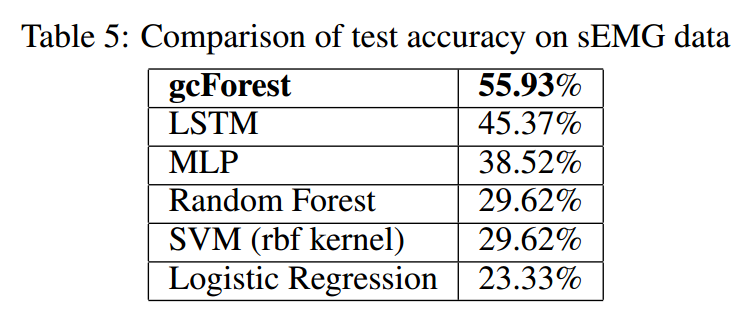 Table 5: Comparison of test accuracy on sEMG data
gcForest 55.93%
LSTM 45.37%
MLP 38.52%
Random Forest 29.62%
SVM (rbf kernel) 29.62%
Logistic Regression 23.33%